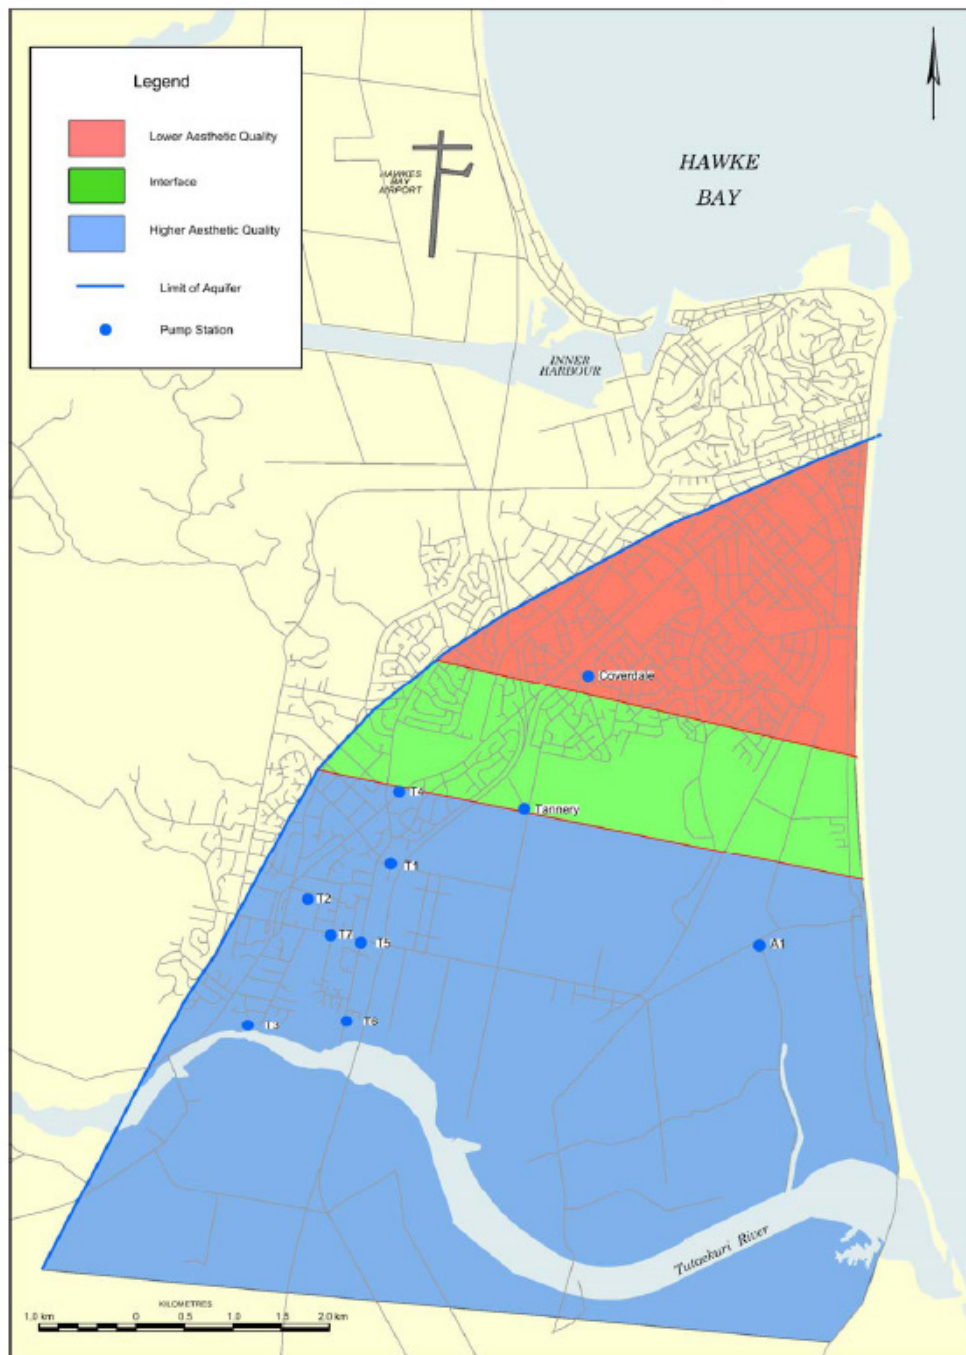 Legend
Lower Aesthetic Quality
Interface
Higher Aesthetic Quality
Limit of Aquifer
Pump Station
HAWKES
BAY
AIRPORT
HAWKE
BAY
INNER
HARBOUR
Coverdale
T4
Tannery
T1
T2
T7
T5
A1
T3
T6
Tutaekuri River
KILOMETRES
1.0 km 0 0.5 1.0 1.5 2.0 km